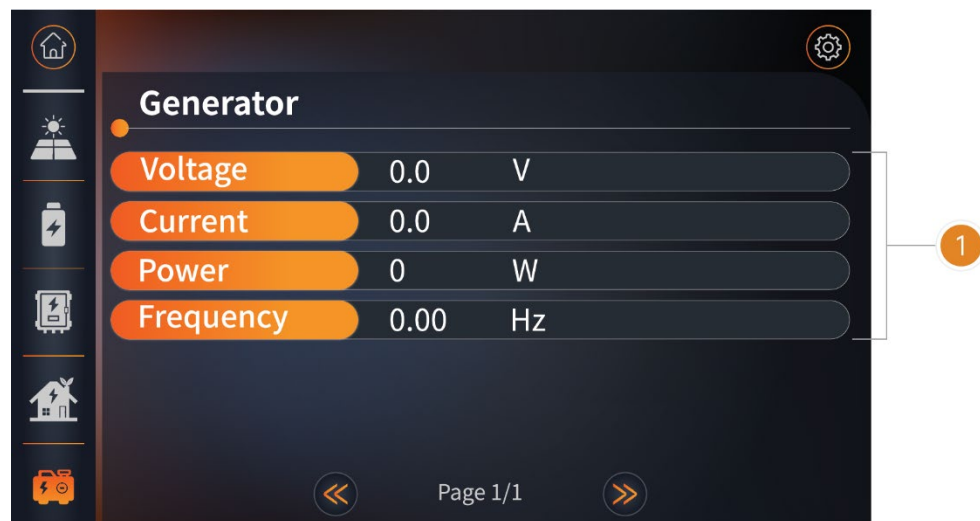 Generator
Voltage 0.0 V
Current 0.0 A
Power 0 W
Frequency 0.00 Hz
1
Page 1/1